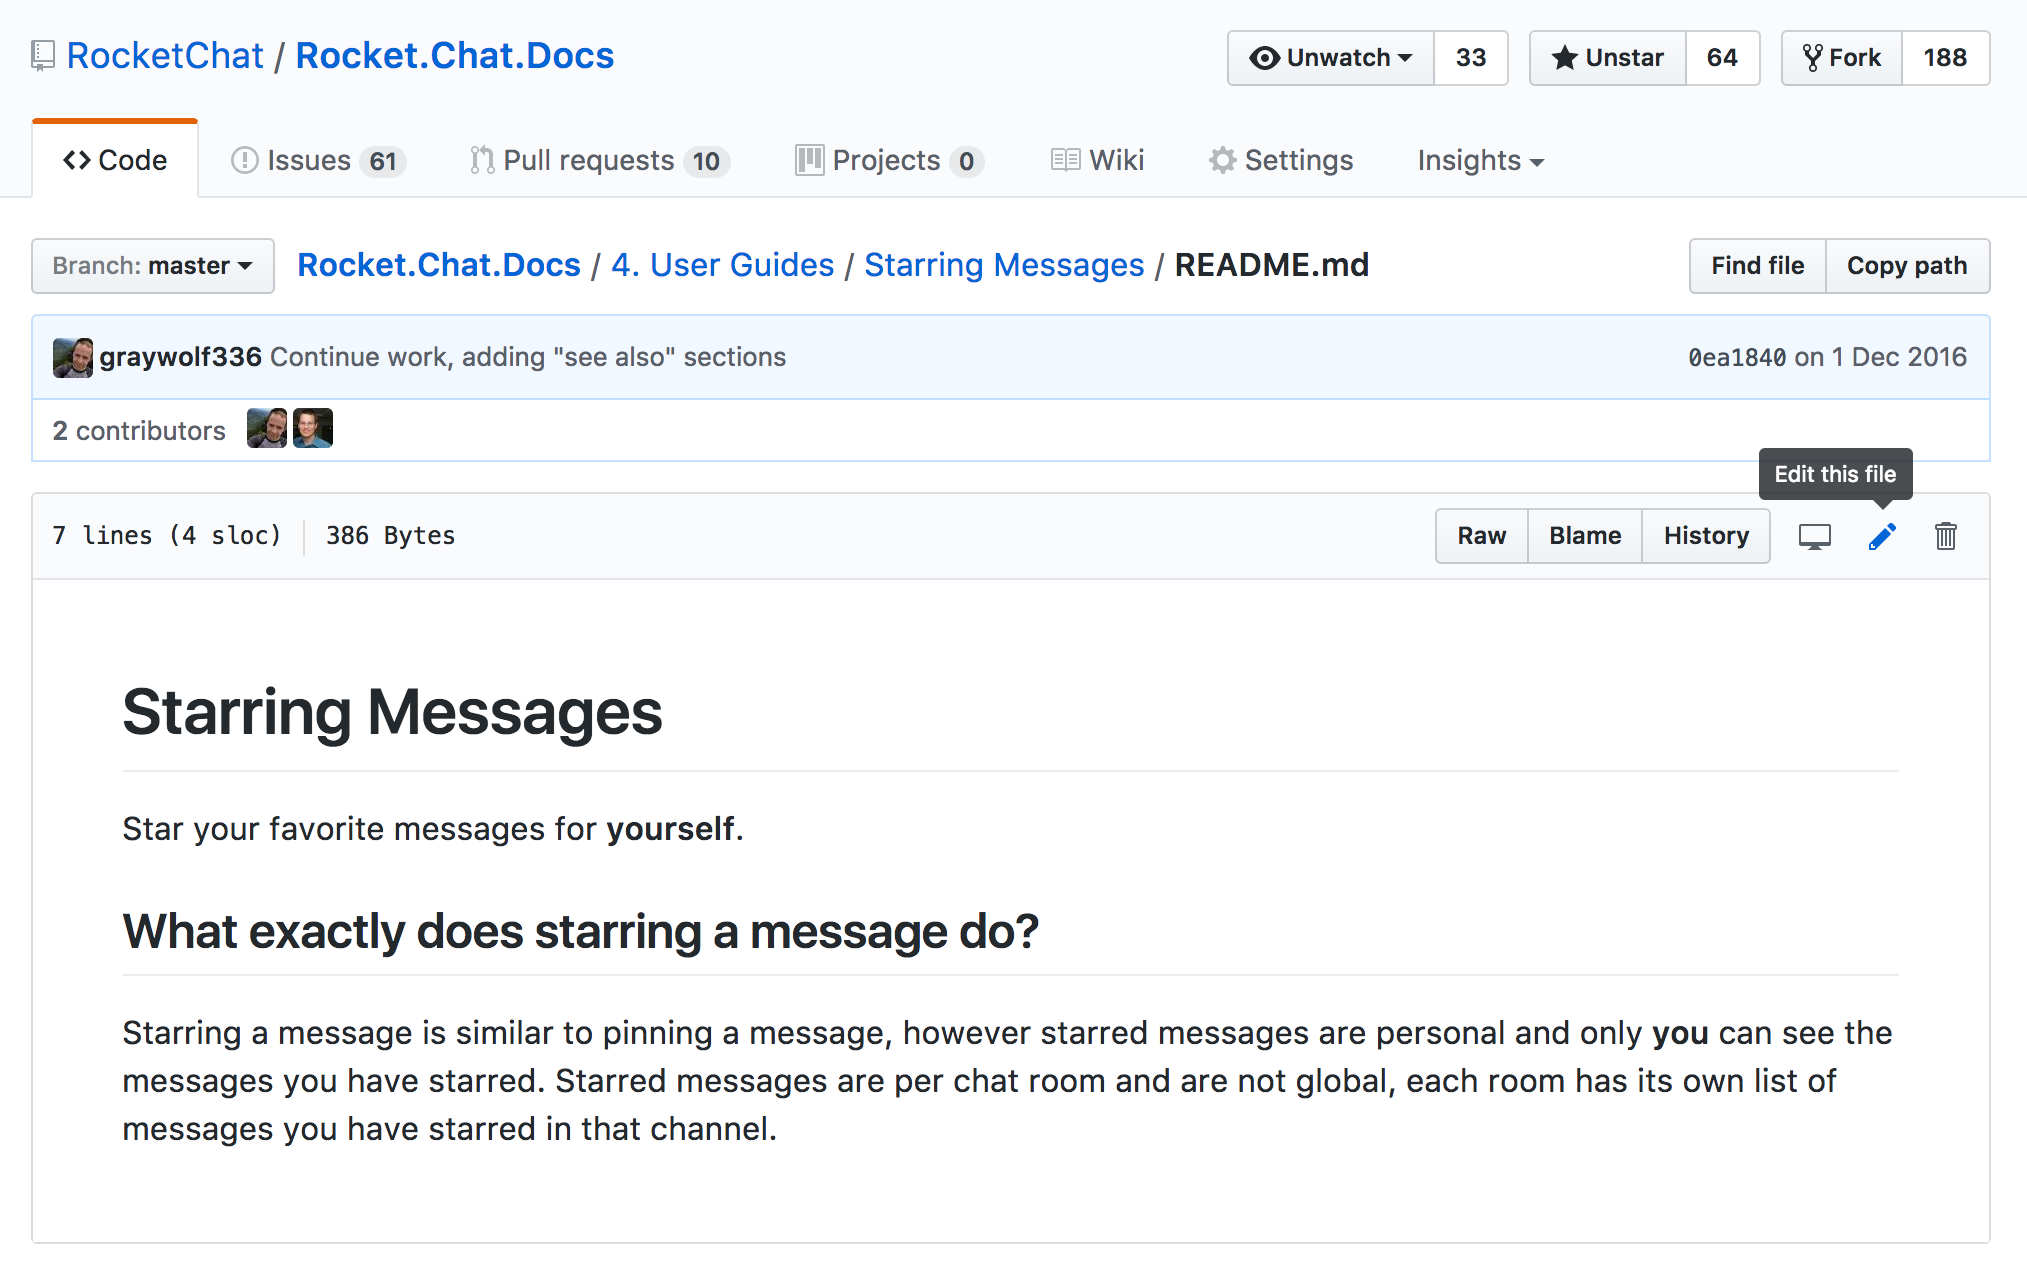 RocketChat / Rocket.Chat.Docs
Unwatch 33 Unstar 64 Fork 188
Code Issues 61 Pull requests 10 Projects 0 Wiki Settings Insights
Branch: master Rocket.Chat.Docs / 4. User Guides / Starring Messages / README.md Find file Copy path
graywolf336 Continue work, adding "see also" sections 0ea1840 on 1 Dec 2016
2 contributors
Edit this file
7 lines (4 sloc) 386 Bytes Raw Blame History
Starring Messages
Star your favorite messages for yourself.
What exactly does starring a message do?
Starring a message is similar to pinning a message, however starred messages are personal and only you can see the
messages you have starred. Starred messages are per chat room and are not global, each room has its own list of
messages you have starred in that channel.